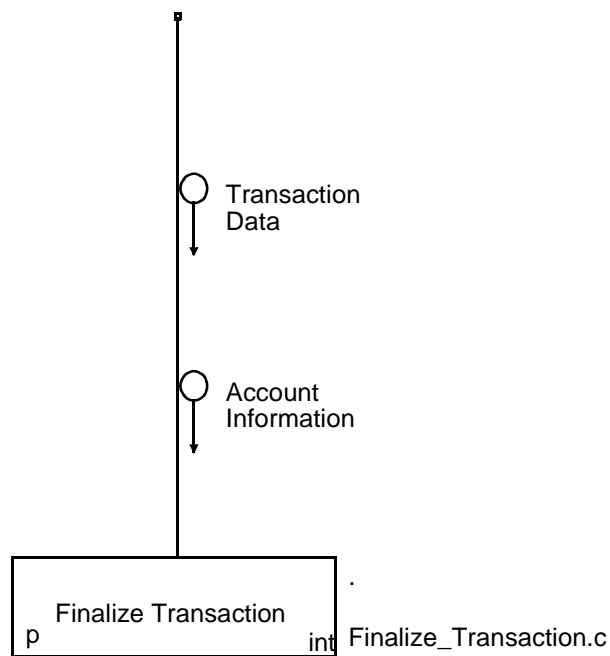 Transaction
Data
Account
Information
.
Finalize Transaction
p
int
Finalize_Transaction.c